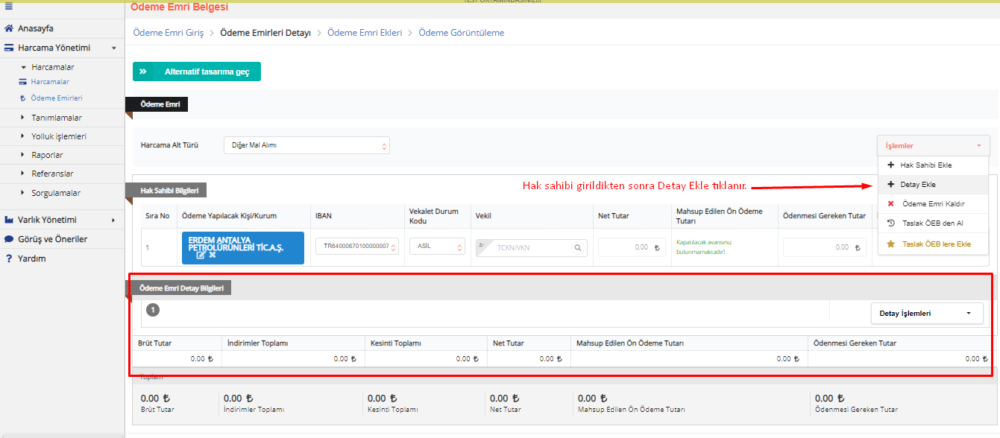 TEST ORTAMINDASINIZ!!!
Ödeme Emri Belgesi
Anasayfa
Harcama Yönetimi
Harcamalar
Harcamalar
Ödeme Emirleri
Tanımlamalar
Yolluk işlemleri
Raporlar
Referanslar
Sorgulamalar
Varlık Yönetimi
Görüş ve Öneriler
? Yardım
Ödeme Emri Giriş > Ödeme Emirleri Detayı > Ödeme Emri Ekleri > Ödeme Görüntüleme
» Alternatif tasarıma geç
Ödeme Emri
Harcama Alt Türü Diğer Mal Alımı
İşlemler
Hak Sahibi Ekle
Detay Ekle
Ödeme Emri Kaldır
Taslak ÖEB den Al
Taslak ÖEB lere Ekle
Hak sahibi girildikten sonra Detay Ekle tıklanır.
Hak Sahibi Bilgileri
Sıra No Ödeme Yapılacak Kişi/Kurum IBAN Vekalet Durum Kodu Vekil Net Tutar Mahsup Edilen Ön Ödeme Tutarı Ödenmesi Gereken Tutar
1 ERDEM ANTALYA PETROLÜRÜNLERİ TİC.A.Ş. TR64000670100000007 ASİL TCKN/VKN 0.00 ₺ Kapatılacak avansınız bulunmamaktadır! 0.00 ₺
Ödeme Emri Detay Bilgileri
1
Detay İşlemleri
Brüt Tutar İndirimler Toplamı Kesinti Toplamı Net Tutar Mahsup Edilen Ön Ödeme Tutarı Ödenmesi Gereken Tutar
0.00 ₺ 0.00 ₺ 0.00 ₺ 0.00 ₺ 0.00 ₺ 0.00 ₺
Toplam
0.00 ₺ 0.00 ₺ 0.00 ₺ 0.00 ₺ 0.00 ₺ 0.00 ₺
Brüt Tutar İndirimler Toplamı Kesinti Toplamı Net Tutar Mahsup Edilen Ön Ödeme Tutarı Ödenmesi Gereken Tutar